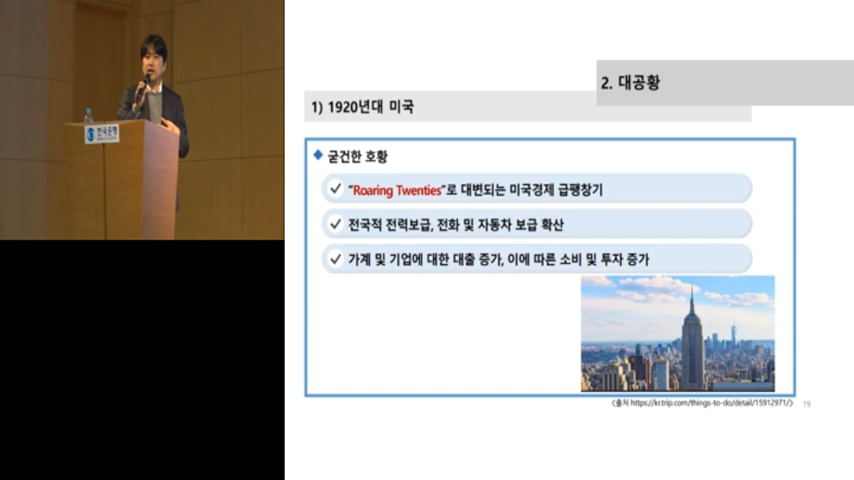 한국은행
2. 대공황
1) 1920년대 미국
굳건한 호황
"Roaring Twenties"로 대변되는 미국경제 급팽창기
전국적 전력보급, 전화 및 자동차 보급 확산
가계 및 기업에 대한 대출 증가, 이에 따른 소비 및 투자 증가
<출처 https://kr.trip.com/things-to-do/detail/15912971/>
19